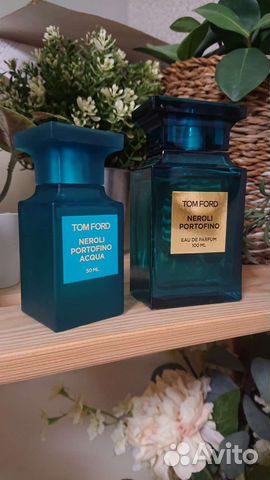 TOM FORD
NEROLI
PORTOFINO
ACQUA
50 ML
TOM FORD
NEROLI
PORTOFINO
EAU DE PARFUM
100 ML
Avito